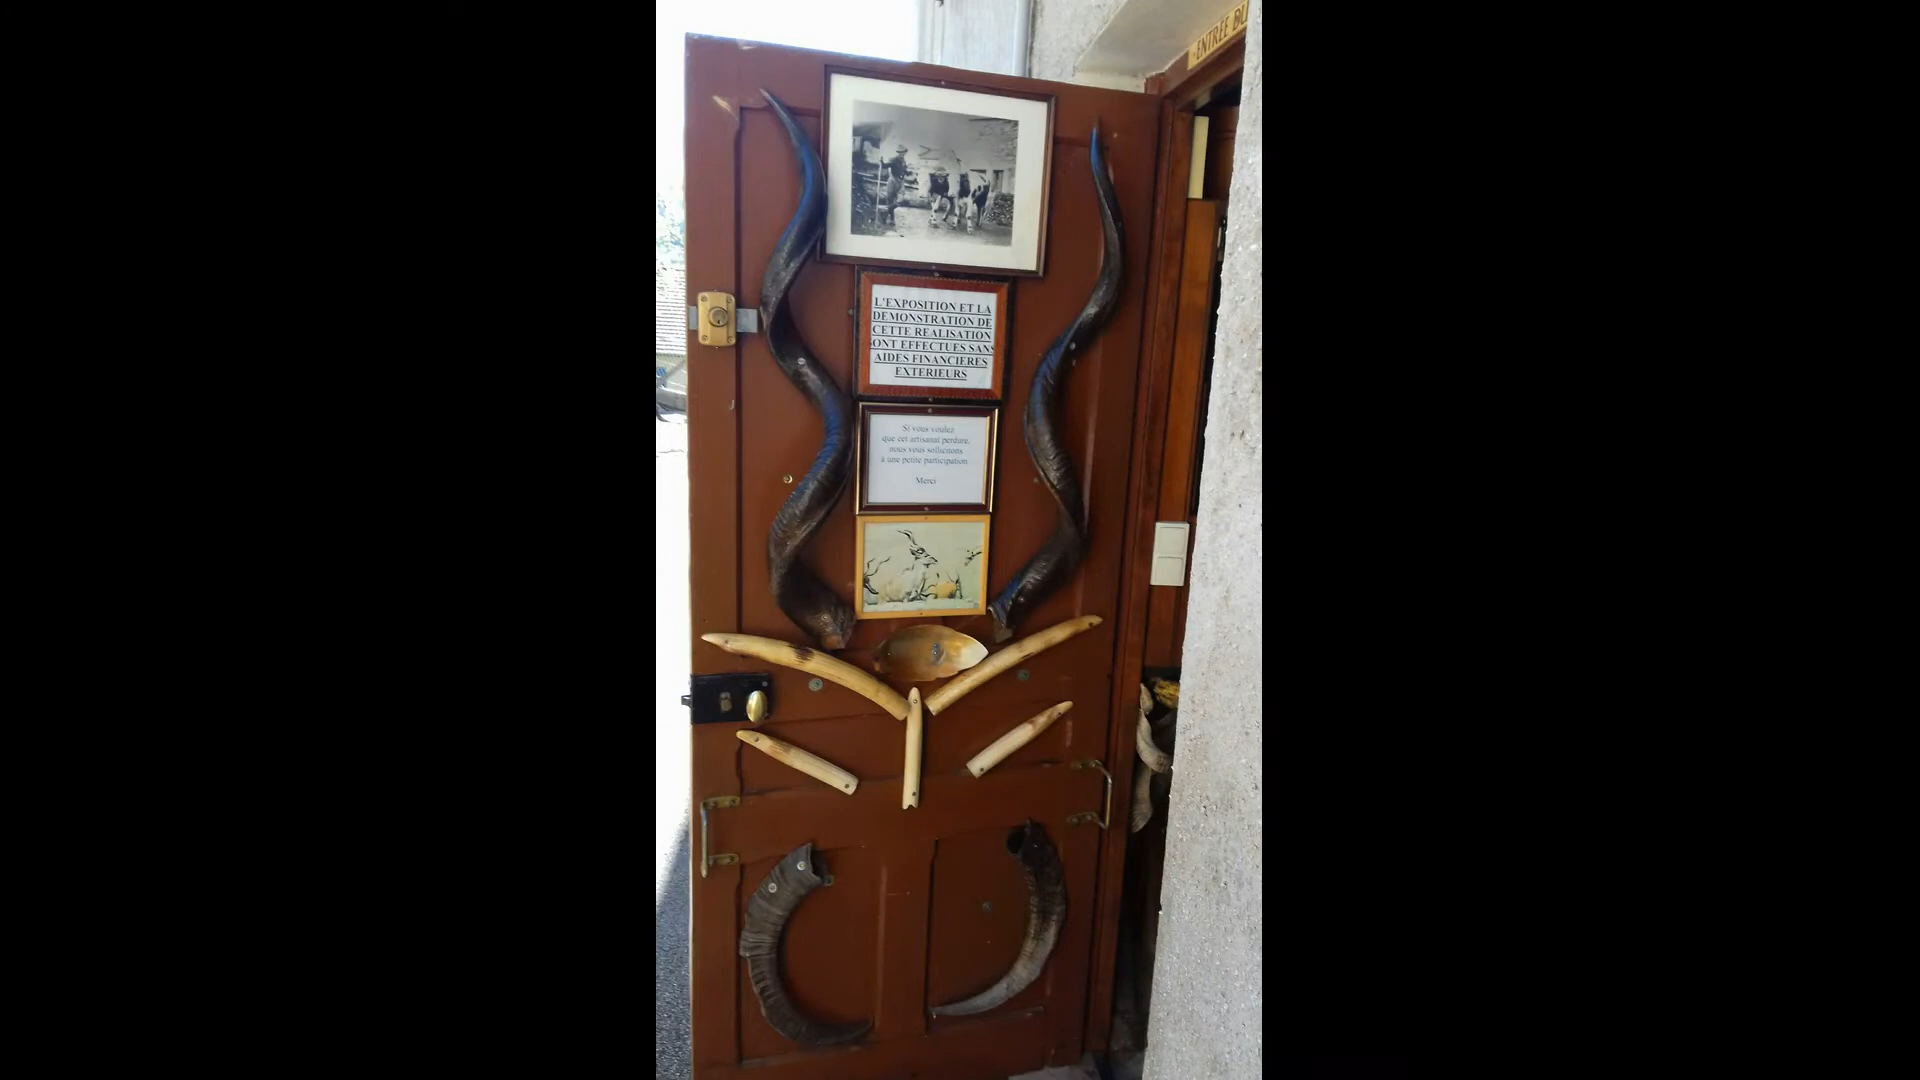 ENTRÉE DU
L'EXPOSITION ET LA
DEMONSTRATION DE
CETTE REALISATION
SONT EFFECTUES SANS
AIDES FINANCIERES
EXTERIEURS
Si vous voulez
que cet artisanat perdure,
nous vous sollicitons
à une petite participation
Merci